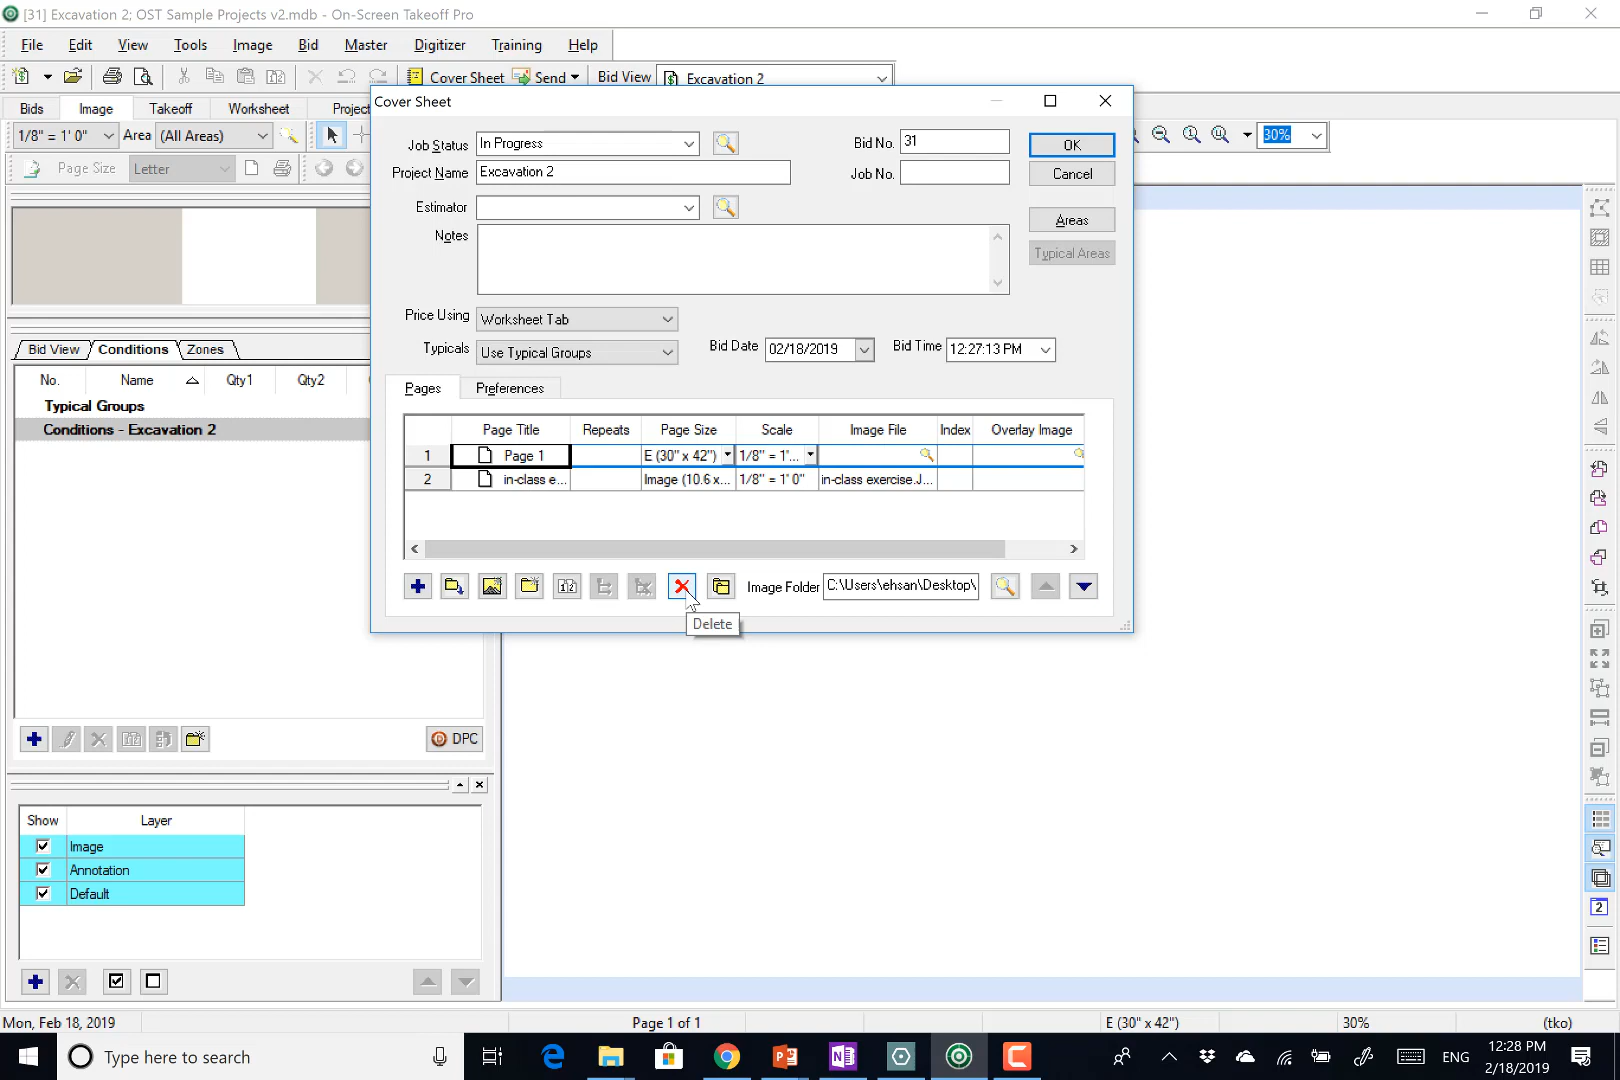 [31] Excavation 2; OST Sample Projects v2.mdb - On-Screen Takeoff Pro
File Edit View Tools Image Bid Master Digitizer Training Help
Cover Sheet Send Bid View Excavation 2
Bids Image Takeoff Worksheet Project
1/8" = 1' 0" Area (All Areas) 30%
Page Size Letter
Cover Sheet
Job Status In Progress Bid No. 31 OK
Project Name Excavation 2 Job No. Cancel
Estimator Areas
Notes
Typical Areas
Price Using Worksheet Tab
Typicals Use Typical Groups Bid Date 02/18/2019 Bid Time 12:27:13 PM
Pages Preferences
Page Title Repeats Page Size Scale Image File Index Overlay Image
1 Page 1 E (30" x 42") 1/8" = 1'...
2 in-class e... Image (10.6 x... 1/8" = 1' 0" in-class exercise.J...
Image Folder C:\Users\ehsan\Desktop\
Delete
Bid View Conditions Zones
No. Name Qty1 Qty2
Typical Groups
Conditions - Excavation 2
DPC
Show Layer
Image
Annotation
Default
2
Mon, Feb 18, 2019 Page 1 of 1 E (30" x 42") 30% (tko)
Type here to search ENG 12:28 PM
2/18/2019